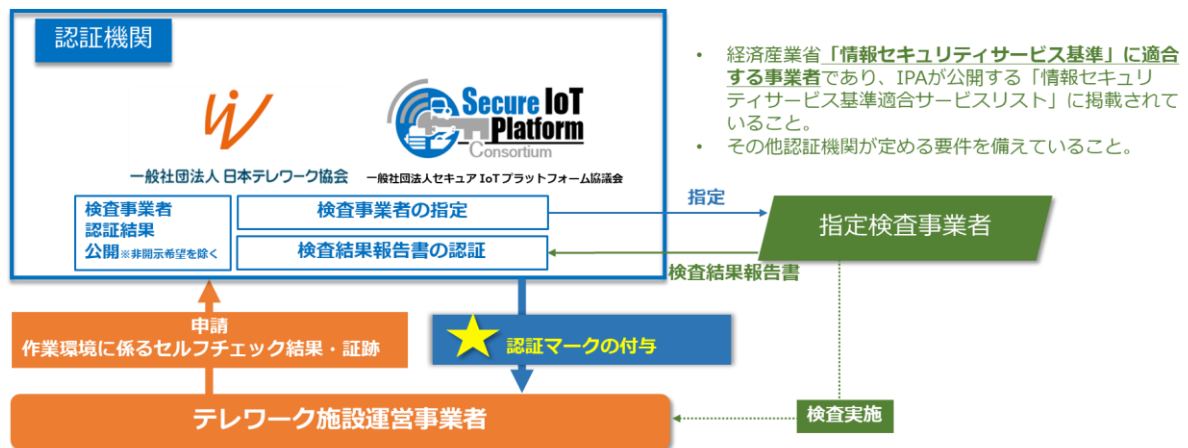 認証機関
Secure IoT
Platform
Consortium
一般社団法人 日本テレワーク協会
一般社団法人セキュア IoT プラットフォーム協議会
検査事業者
認証結果
公開※非開示希望を除く
検査事業者の指定
検査結果報告書の認証
• 経済産業省「情報セキュリティサービス基準」に適合
する事業者であり、IPAが公開する「情報セキュリ
ティサービス基準適合サービスリスト」に掲載されて
いること。
• その他認証機関が定める要件を備えていること。
指定
指定検査事業者
検査結果報告書
申請
作業環境に係るセルフチェック結果・証跡
認証マークの付与
テレワーク施設運営事業者
検査実施